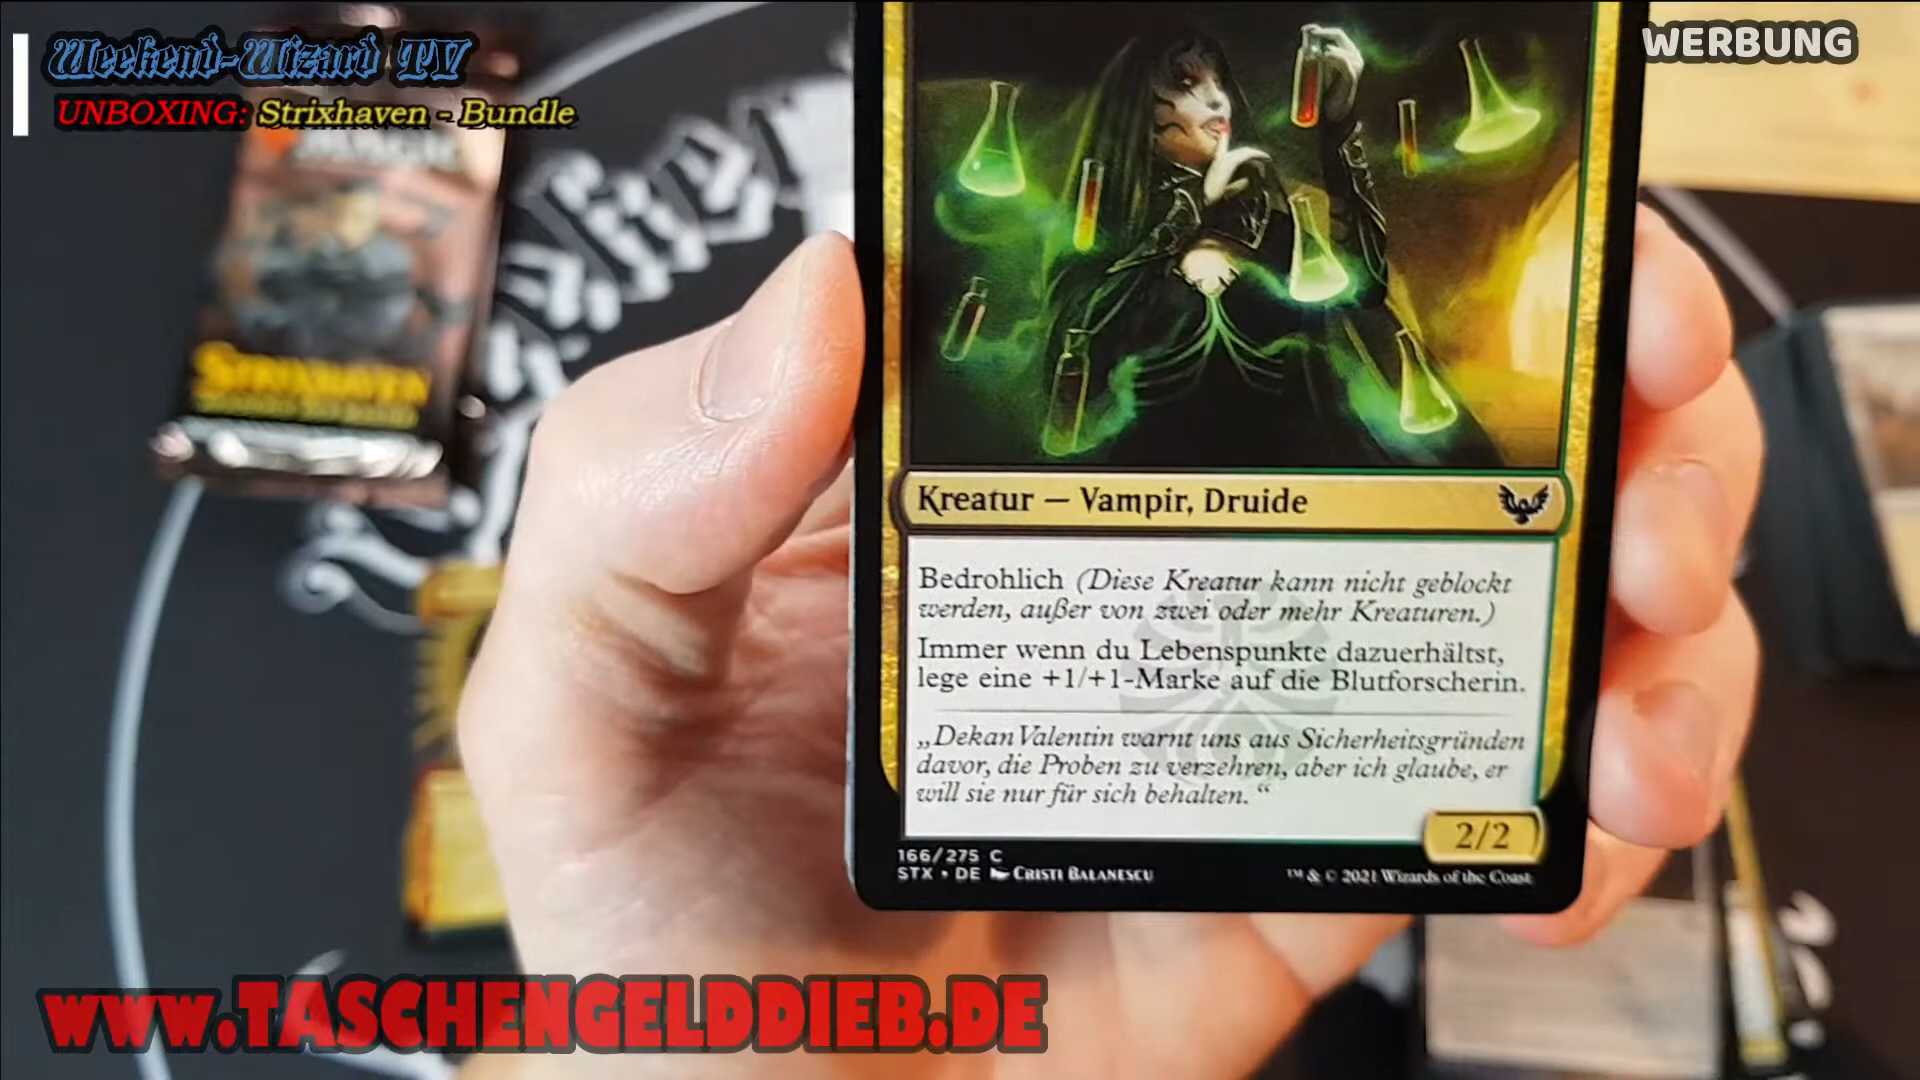 Weekend-Wizard TV
UNBOXING: Strixhaven - Bundle
WERBUNG
MAGIC
STRIXHAVEN
Kreatur — Vampir, Druide
Bedrohlich (Diese Kreatur kann nicht geblockt
werden, außer von zwei oder mehr Kreaturen.)
Immer wenn du Lebenspunkte dazuerhältst,
lege eine +1/+1-Marke auf die Blutforscherin.
„Dekan Valentin warnt uns aus Sicherheitsgründen
davor, die Proben zu verzehren, aber ich glaube, er
will sie nur für sich behalten.“
2/2
166/275 C
STX • DE CRISTI BALANESCU
™ & © 2021 Wizards of the Coast
www.TASCHENGELDDIEB.DE